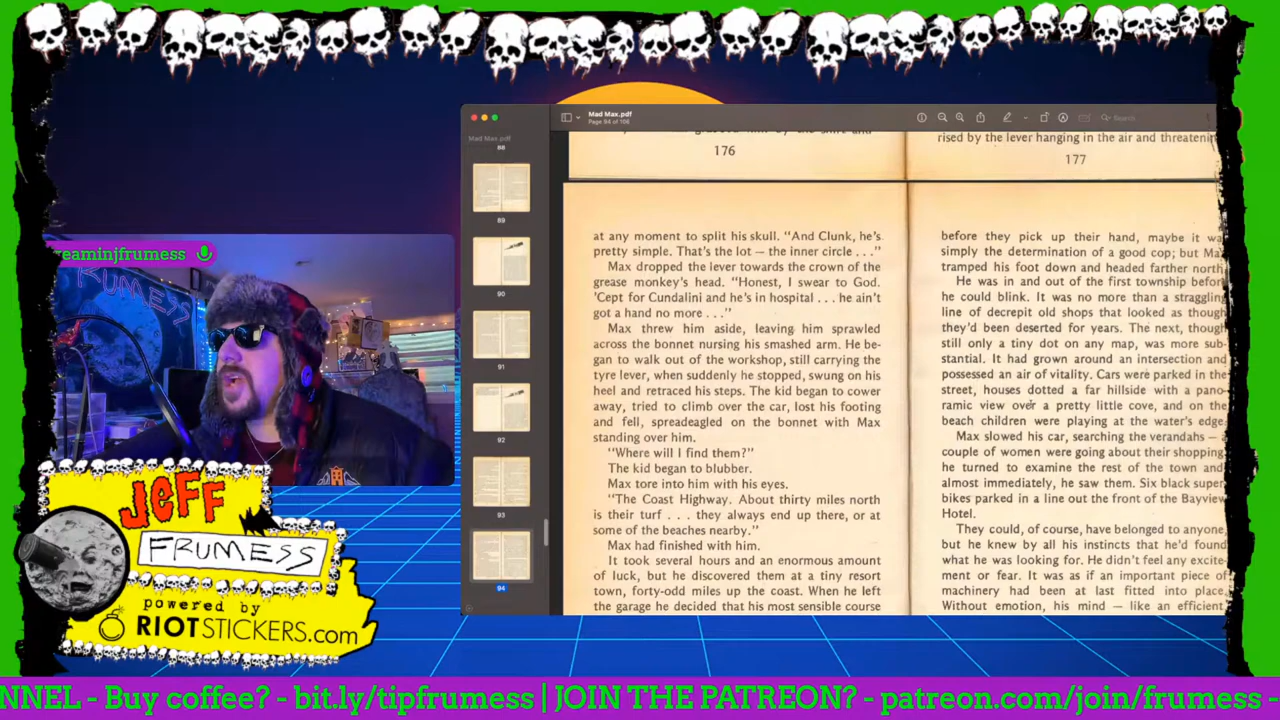 Mad Max.pdf
Page 94 of 106
Search
Mad Max.pdf
88
89
90
91
92
93
94
176
rised by the lever hanging in the air and threatenin
177
at any moment to split his skull. “And Clunk, he’s
pretty simple. That’s the lot — the inner circle . . .”
Max dropped the lever towards the crown of the
grease monkey’s head. “Honest, I swear to God.
’Cept for Cundalini and he’s in hospital . . . he ain’t
got a hand no more . . .”
Max threw him aside, leaving him sprawled
across the bonnet nursing his smashed arm. He be-
gan to walk out of the workshop, still carrying the
tyre lever, when suddenly he stopped, swung on his
heel and retraced his steps. The kid began to cower
away, tried to climb over the car, lost his footing
and fell, spreadeagled on the bonnet with Max
standing over him.
“Where will I find them?”
The kid began to blubber.
Max tore into him with his eyes.
“The Coast Highway. About thirty miles north
is their turf . . . they always end up there, or at
some of the beaches nearby.”
Max had finished with him.
It took several hours and an enormous amount
of luck, but he discovered them at a tiny resort
town, forty-odd miles up the coast. When he left
the garage he decided that his most sensible course
before they pick up their hand, maybe it wa
simply the determination of a good cop; but Ma
tramped his foot down and headed farther north
He was in and out of the first township before
he could blink. It was no more than a straggling
line of decrepit old shops that looked as though
they’d been deserted for years. The next, though
still only a tiny dot on any map, was more sub-
stantial. It had grown around an intersection and
possessed an air of vitality. Cars were parked in the
street, houses dotted a far hillside with a pano-
ramic view over a pretty little cove, and on the
beach children were playing at the water’s edge.
Max slowed his car, searching the verandahs — a
couple of women were going about their shopping
he turned to examine the rest of the town and
almost immediately, he saw them. Six black super
bikes parked in a line out the front of the Bayview
Hotel.
They could, of course, have belonged to anyone,
but he knew by all his instincts that he’d found
what he was looking for. He didn’t feel any excite-
ment or fear. It was as if an important piece of
machinery had been at last fitted into place.
Without emotion, his mind — like an efficient
eaminjfrumess
FRUMESS
JEFF
FRUMESS
powered by
RIOTSTICKERS.com
NNEL - Buy coffee? - bit.ly/tipfrumess | JOIN THE PATREON? - patreon.com/join/frumess -